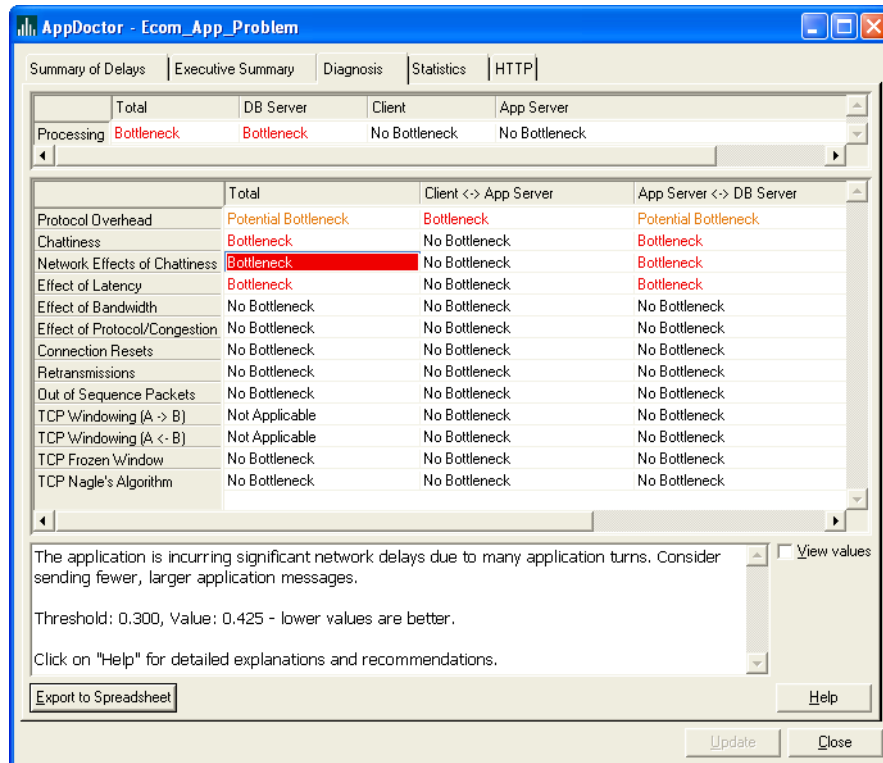 AppDoctor - Ecom_App_Problem
Summary of Delays Executive Summary Diagnosis Statistics HTTP
Total DB Server Client App Server
Processing Bottleneck Bottleneck No Bottleneck No Bottleneck
Total Client <-> App Server App Server <-> DB Server
Protocol Overhead Potential Bottleneck Bottleneck Potential Bottleneck
Chattiness Bottleneck No Bottleneck Bottleneck
Network Effects of Chattiness Bottleneck No Bottleneck Bottleneck
Effect of Latency Bottleneck No Bottleneck Bottleneck
Effect of Bandwidth No Bottleneck No Bottleneck No Bottleneck
Effect of Protocol/Congestion No Bottleneck No Bottleneck No Bottleneck
Connection Resets No Bottleneck No Bottleneck No Bottleneck
Retransmissions No Bottleneck No Bottleneck No Bottleneck
Out of Sequence Packets No Bottleneck No Bottleneck No Bottleneck
TCP Windowing (A -> B) Not Applicable No Bottleneck No Bottleneck
TCP Windowing (A <- B) Not Applicable No Bottleneck No Bottleneck
TCP Frozen Window No Bottleneck No Bottleneck No Bottleneck
TCP Nagle's Algorithm No Bottleneck No Bottleneck No Bottleneck
The application is incurring significant network delays due to many application turns. Consider
sending fewer, larger application messages.
Threshold: 0.300, Value: 0.425 - lower values are better.
Click on "Help" for detailed explanations and recommendations.
View values
Export to Spreadsheet Help
Update Close